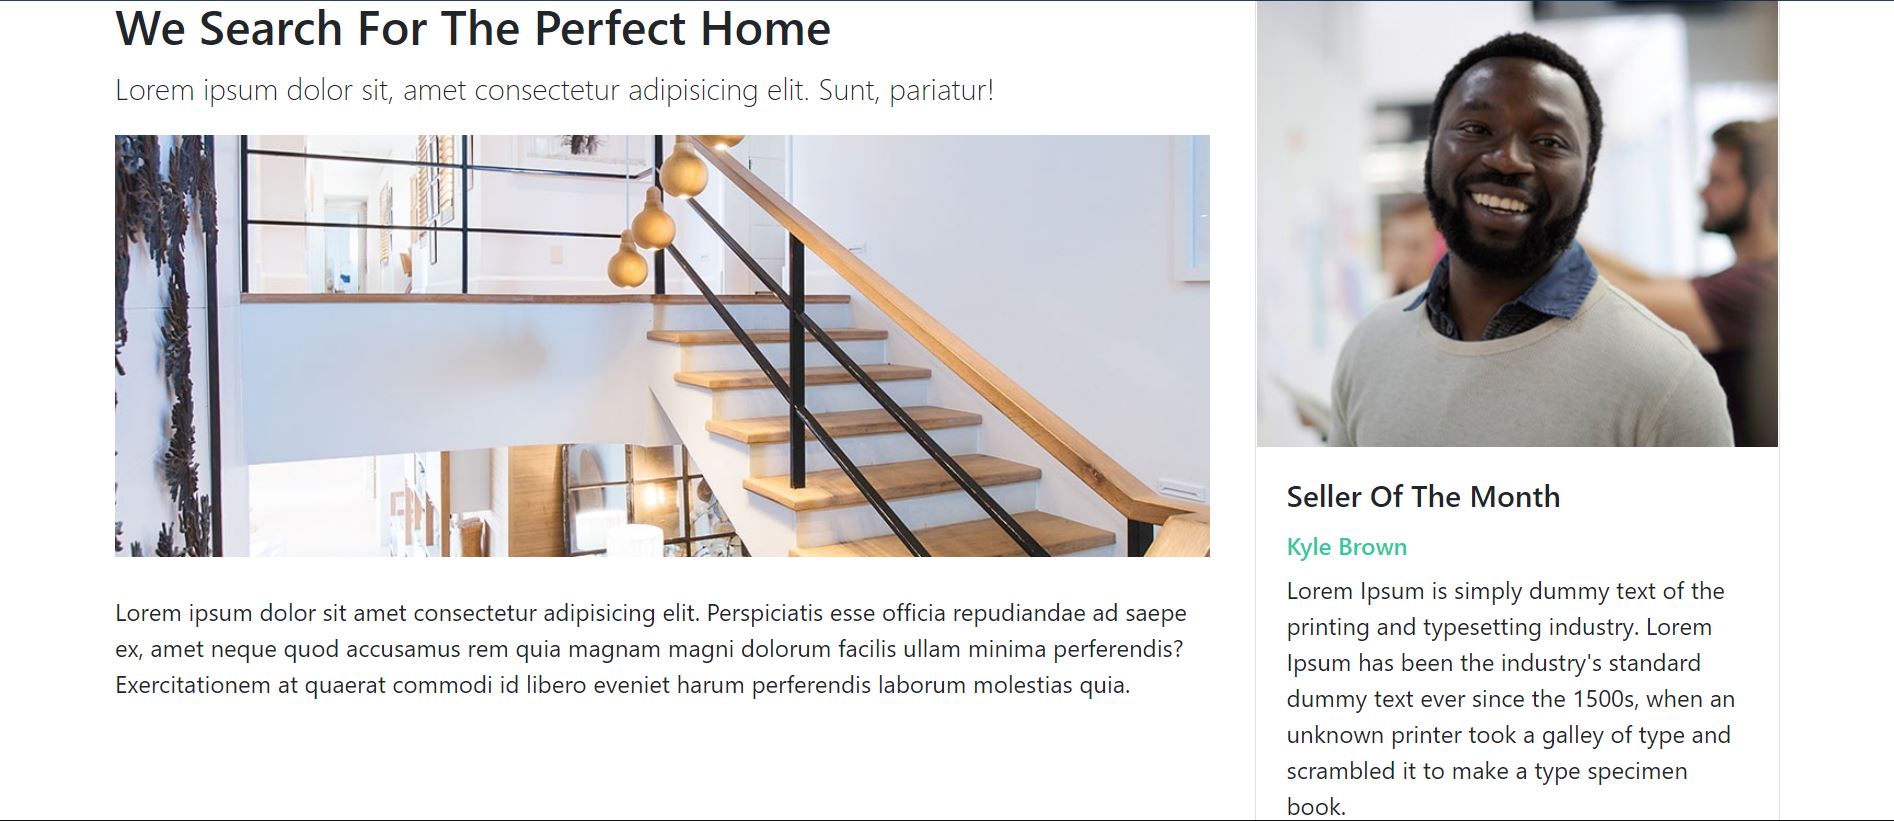 We Search For The Perfect Home
Lorem ipsum dolor sit, amet consectetur adipisicing elit. Sunt, pariatur!
Lorem ipsum dolor sit amet consectetur adipisicing elit. Perspiciatis esse officia repudiandae ad saepe
ex, amet neque quod accusamus rem quia magnam magni dolorum facilis ullam minima perferendis?
Exercitationem at quaerat commodi id libero eveniet harum perferendis laborum molestias quia.
Seller Of The Month
Kyle Brown
Lorem Ipsum is simply dummy text of the
printing and typesetting industry. Lorem
Ipsum has been the industry's standard
dummy text ever since the 1500s, when an
unknown printer took a galley of type and
scrambled it to make a type specimen
book.